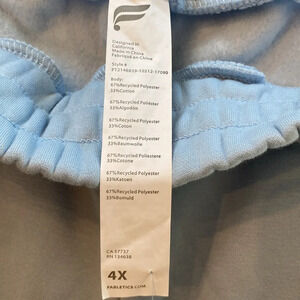 Designed in
California
Made in China
Fabriqué en Chine
Style #
Body:
67%Recycled Polyester
33%Cotton
67%Recycled Polyester
33%Algodón
67%Recycled Polyester
33%Coton
67%Recycled Polyester
33%Baumwolle
67%Recycled Poliestere
33%Cotone
67%Recycled Polyester
33%Katoen
67%Recycled Polyester
33%Bomuld
CA 57737
RN 134638
4X
FABLETICS.COM